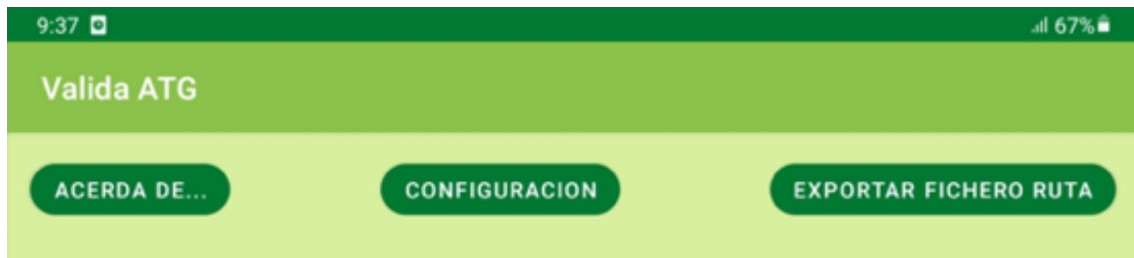 9:37 67%
Valida ATG
ACERDA DE... CONFIGURACION EXPORTAR FICHERO RUTA